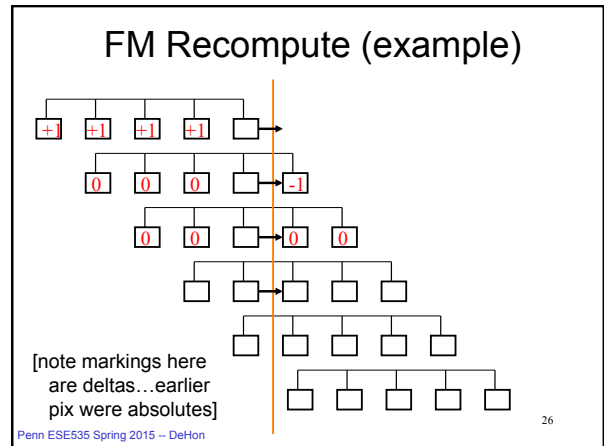 FM Recompute (example)
+1 +1 +1 +1
0 0 0 -1
0 0 0 0
[note markings here
are deltas…earlier
pix were absolutes]
26
Penn ESE535 Spring 2015 -- DeHon